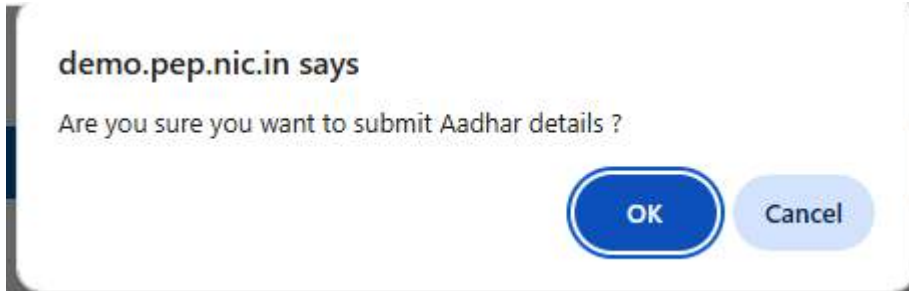 demo.pep.nic.in says
Are you sure you want to submit Aadhar details ?
OK Cancel